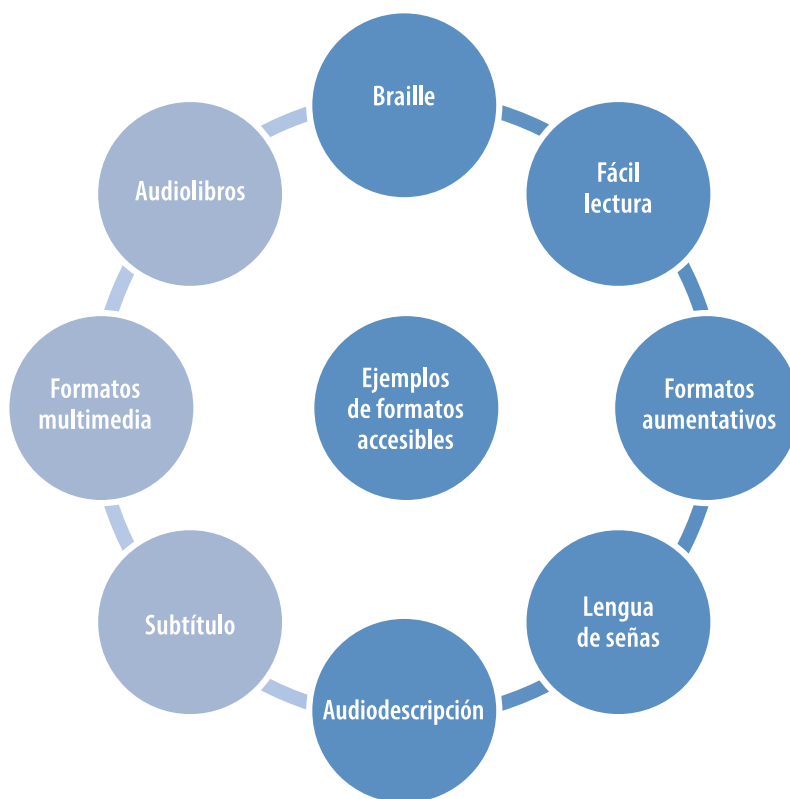 Braille
Fácil
lectura
Formatos
aumentativos
Lengua
de señas
Audiodescripción
Subtítulo
Formatos
multimedia
Audiolibros
Ejemplos
de formatos
accesibles